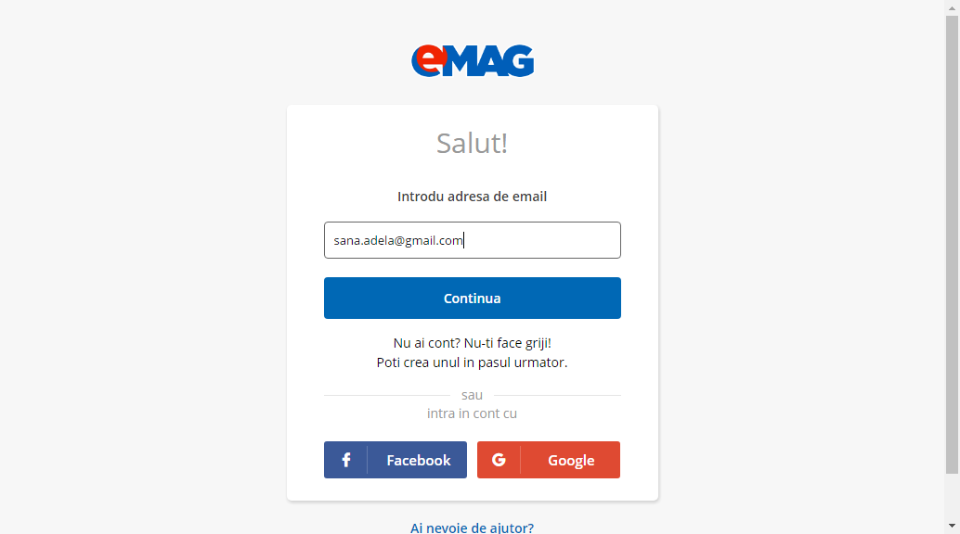 eMAG
Salut!
Introdu adresa de email
sana.adela@gmail.com
Continua
Nu ai cont? Nu-ti face griji!
Poti crea unul in pasul urmator.
sau
intra in cont cu
Facebook
Google
Ai nevoie de ajutor?